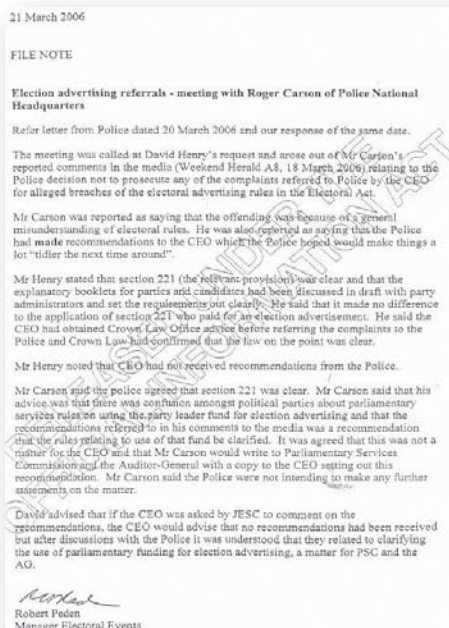 21 March 2006
FILE NOTE
Election advertising referrals - meeting with Roger Carson of Police National
Headquarters
Refer letter from Police dated 20 March 2006 and our response of the same date.
The meeting was called at David Henry's request and arose out of Mr Carson's
reported comments in the media (Weekend Herald A8, 18 March 2006) relating to the
Police decision not to prosecute any of the complaints referred to Police by the CEO
for alleged breaches of the electoral advertising rules in the Electoral Act.
Mr Carson was reported as saying that the offending was because of a general
misunderstanding of electoral rules. He was also reported as saying that the Police
had made recommendations to the CEO which the Police hoped would make things a
lot "tidier the next time around".
Mr Henry stated that section 221 (the relevant provision) was clear and that the
explanatory booklets for parties and candidates had been discussed in draft with party
administrators and set the requirements out clearly. He said that it made no difference
to the application of section 221 who paid for an election advertisement. He said the
CEO had obtained Crown Law Office advice before referring the complaints to the
Police and Crown Law had confirmed that the law on the point was clear.
Mr Henry noted that CEO had not received recommendations from the Police.
Mr Carson said the police agreed that section 221 was clear. Mr Carson said that his
advice was that there was confusion amongst political parties about parliamentary
services rules on using the party leader fund for election advertising and that the
recommendations referred to in his comments to the media was a recommendation
that the rules relating to use of that fund be clarified. It was agreed that this was not a
matter for the CEO and that Mr Carson would write to Parliamentary Services
Commission and the Auditor-General with a copy to the CEO setting out this
recommendation. Mr Carson said the Police were not intending to make any further
statements on the matter.
David advised that if the CEO was asked by JESC to comment on the
recommendations, the CEO would advise that no recommendations had been received
but after discussions with the Police it was understood that they related to clarifying
the use of parliamentary funding for election advertising, a matter for PSC and the
AG.
Robert Peden
Manager Electoral Events
RELEASED UNDER THE
OFFICIAL INFORMATION ACT